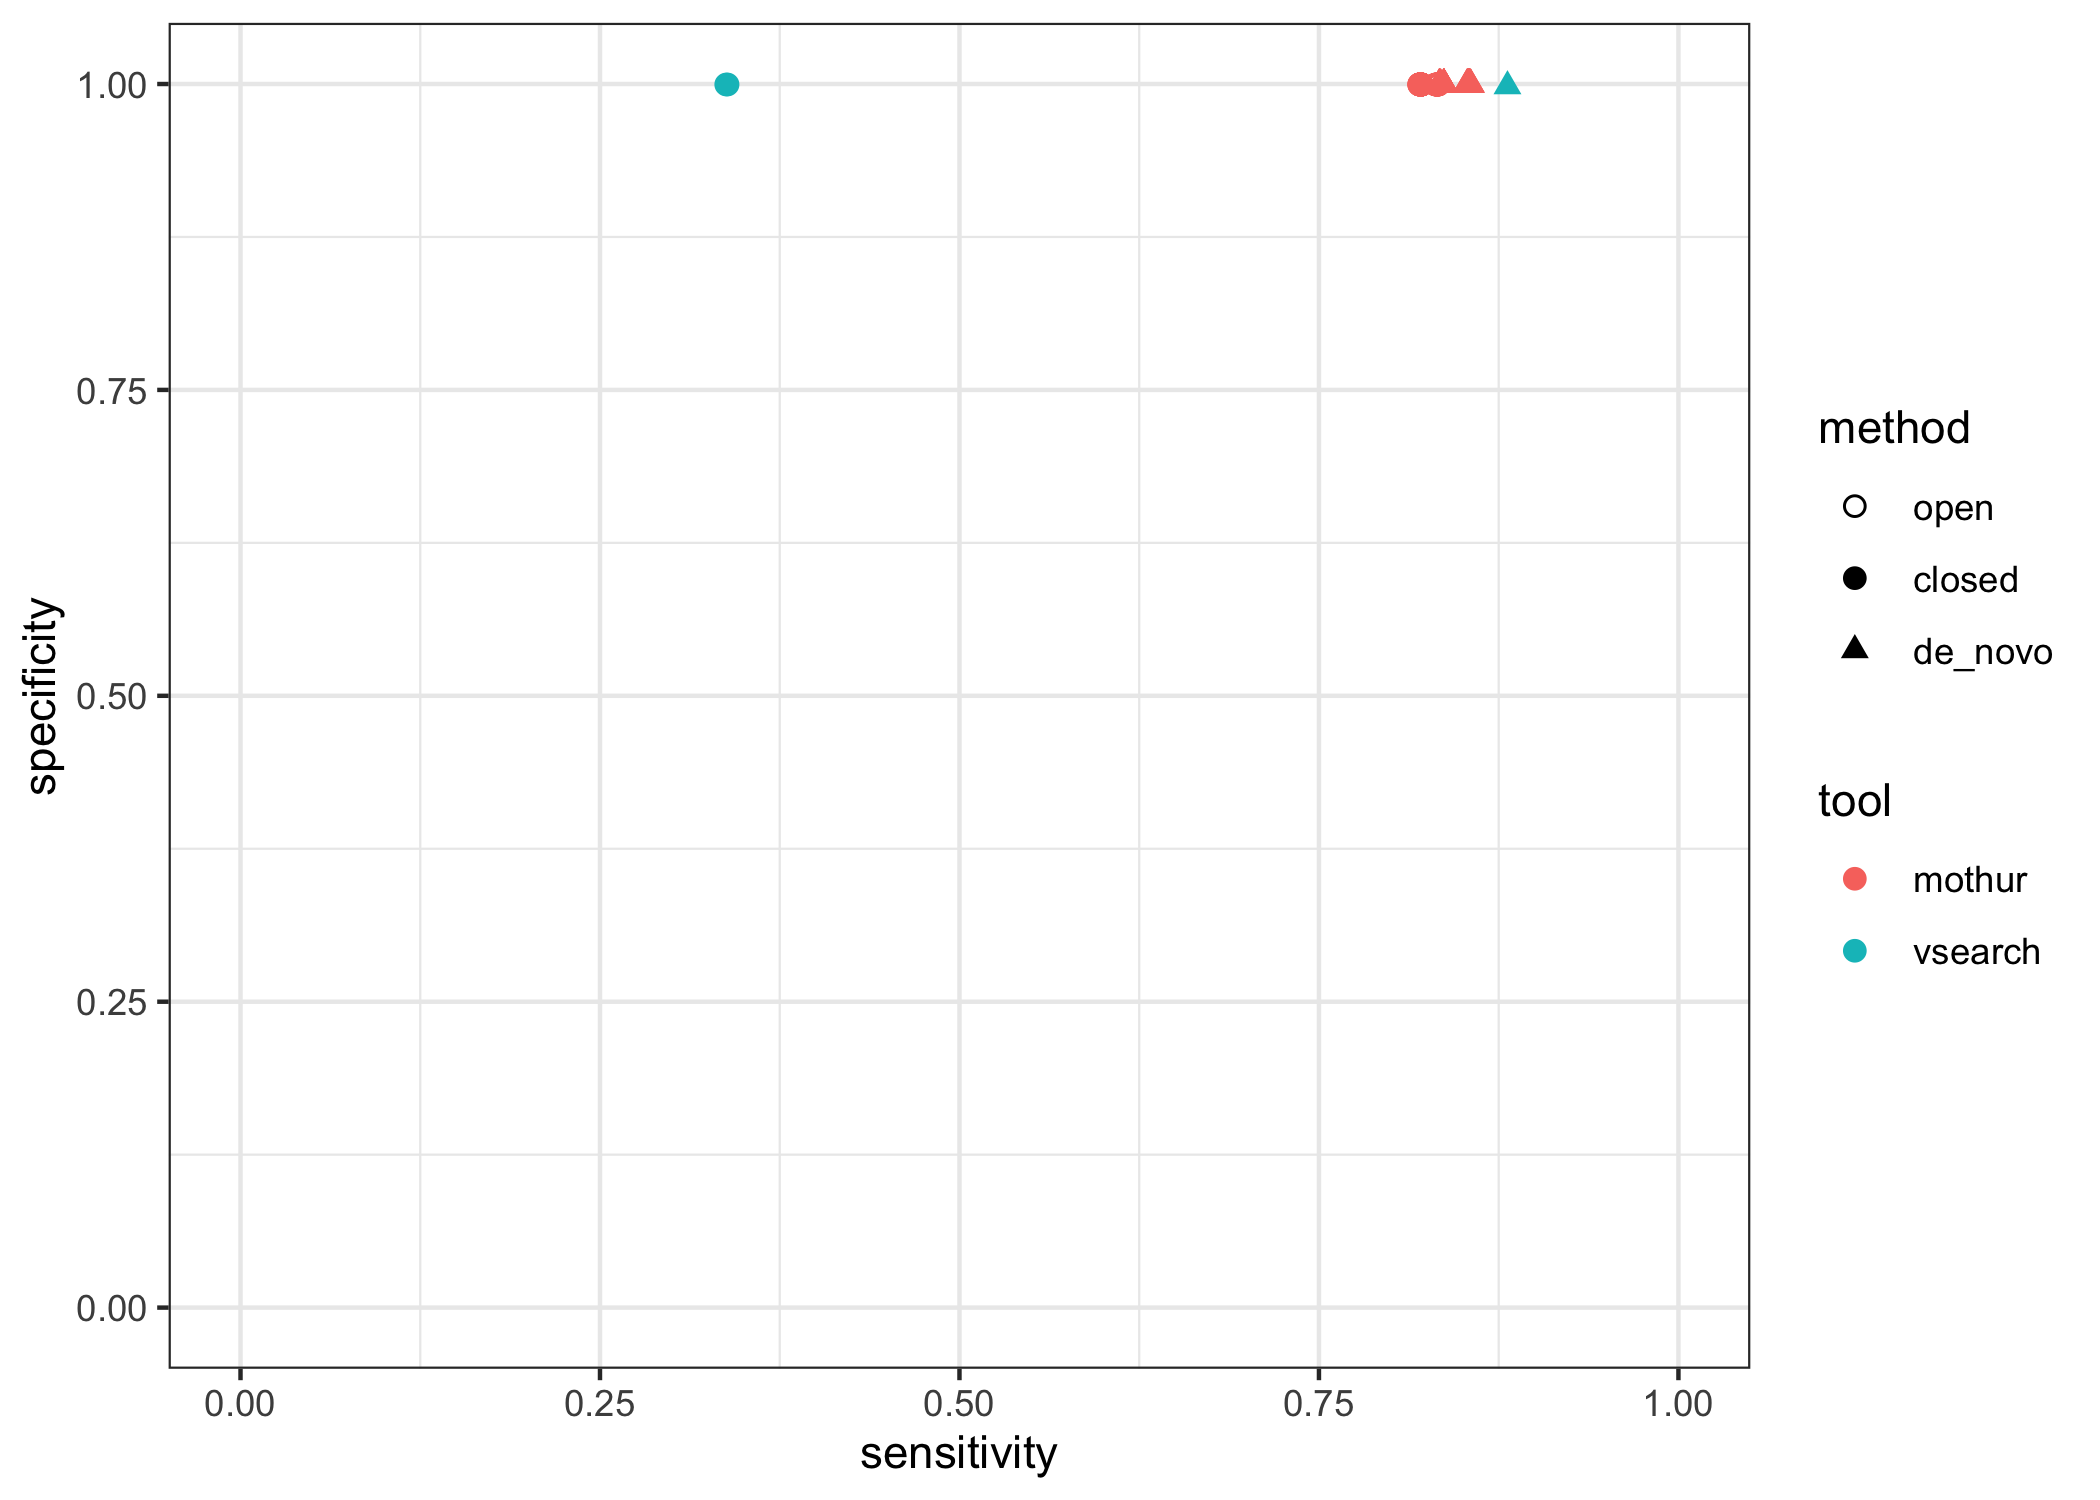 1.00
0.75
0.50
0.25
0.00
specificity
0.00 0.25 0.50 0.75 1.00
sensitivity
method
open
closed
de_novo
tool
mothur
vsearch